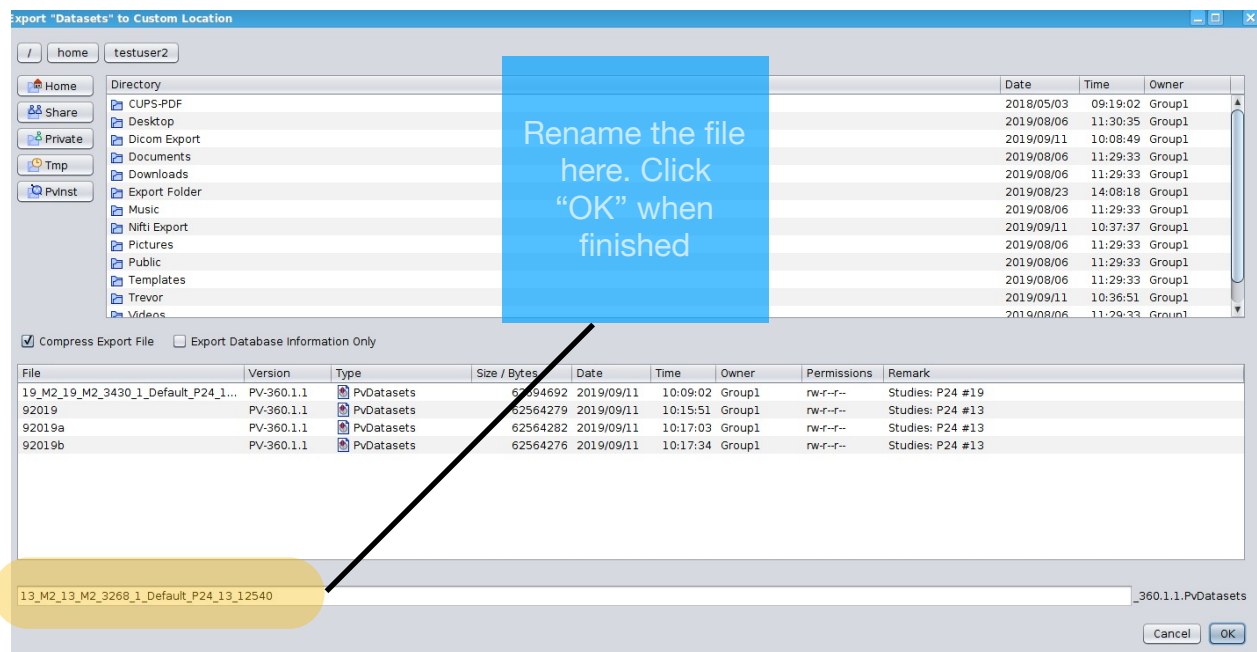 Export "Datasets" to Custom Location
/ home testuser2
Home
Share
Private
Tmp
PvInst
Directory Date Time Owner
CUPS-PDF 2018/05/03 09:19:02 Group1
Desktop 2019/08/06 11:30:35 Group1
Dicom Export 2019/09/11 10:08:49 Group1
Documents 2019/08/06 11:29:33 Group1
Downloads 2019/08/06 11:29:33 Group1
Export Folder 2019/08/23 14:08:18 Group1
Music 2019/08/06 11:29:33 Group1
Nifti Export 2019/09/11 10:37:37 Group1
Pictures 2019/08/06 11:29:33 Group1
Public 2019/08/06 11:29:33 Group1
Templates 2019/08/06 11:29:33 Group1
Trevor 2019/09/11 10:36:51 Group1
Videos 2019/08/06 11:29:33 Group1
Rename the file
here. Click
“OK” when
finished
Compress Export File Export Database Information Only
File Version Type Size / Bytes Date Time Owner Permissions Remark
19_M2_19_M2_3430_1_Default_P24_1... PV-360.1.1 PvDatasets 2019/09/11 10:09:02 Group1 rw-r--r-- Studies: P24 #19
92019 PV-360.1.1 PvDatasets 62564279 2019/09/11 10:15:51 Group1 rw-r--r-- Studies: P24 #13
92019a PV-360.1.1 PvDatasets 62564282 2019/09/11 10:17:03 Group1 rw-r--r-- Studies: P24 #13
92019b PV-360.1.1 PvDatasets 62564276 2019/09/11 10:17:34 Group1 rw-r--r-- Studies: P24 #13
13_M2_13_M2_3268_1_Default_P24_13_12540 _360.1.1.PvDatasets
Cancel OK